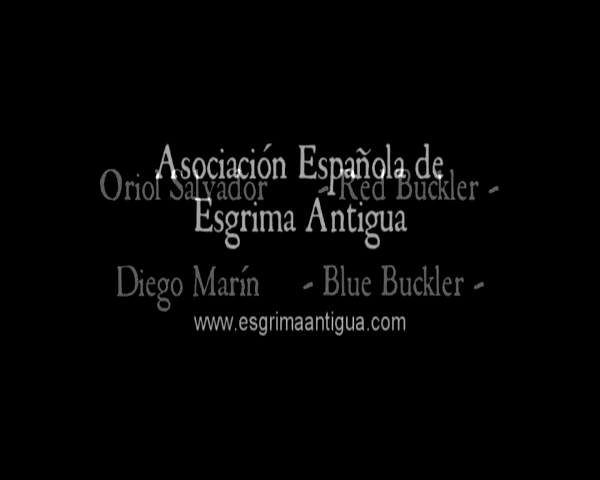 Asociación Española de
Oriol Salvador - Red Buckler -
Esgrima Antigua
Diego Marín - Blue Buckler -
www.esgrimaantigua.com